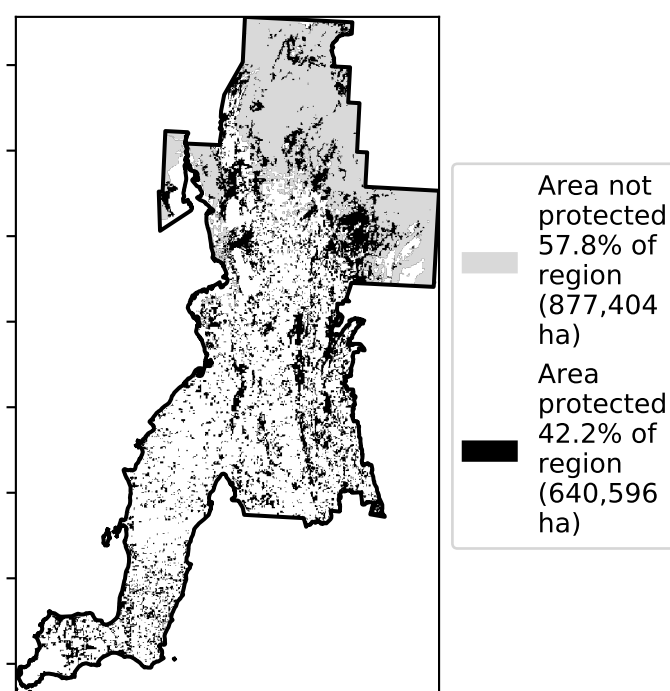 Area not
protected
57.8% of
region
(877,404
ha)
Area
protected
42.2% of
region
(640,596
ha)